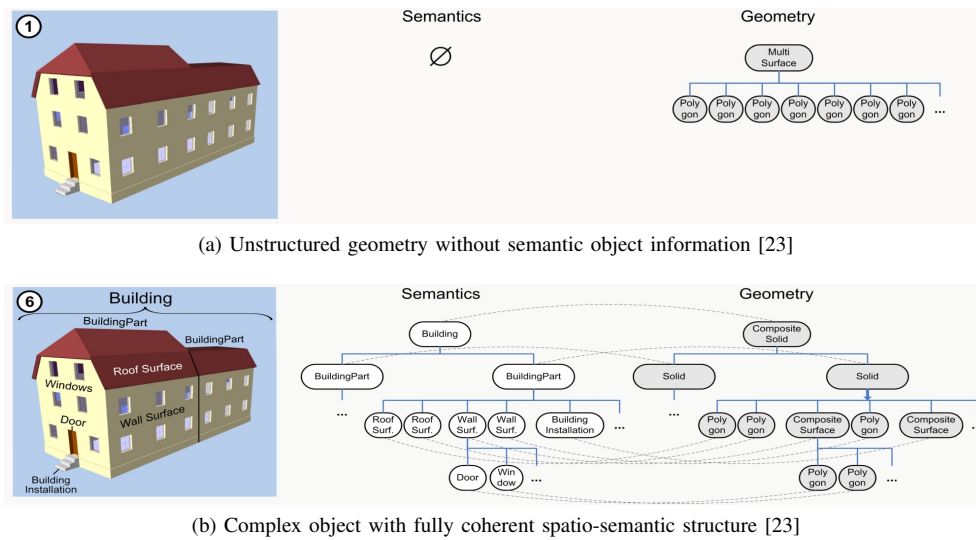 1
Semantics
Geometry
∅
Multi
Surface
Poly
gon
Poly
gon
Poly
gon
Poly
gon
Poly
gon
Poly
gon
Poly
gon
...
(a) Unstructured geometry without semantic object information [23]
6
Building
BuildingPart
BuildingPart
Roof Surface
Windows
Wall Surface
Door
Building
Installation
Semantics
Geometry
Building
Composite
Solid
BuildingPart
BuildingPart
Solid
Solid
...
...
Roof
Surf.
Roof
Surf.
Wall
Surf.
Wall
Surf.
Building
Installation
...
Poly
gon
Poly
gon
Composite
Surface
Poly
gon
Composite
Surface
...
Door
Win
dow
...
Poly
gon
Poly
gon
...
(b) Complex object with fully coherent spatio-semantic structure [23]